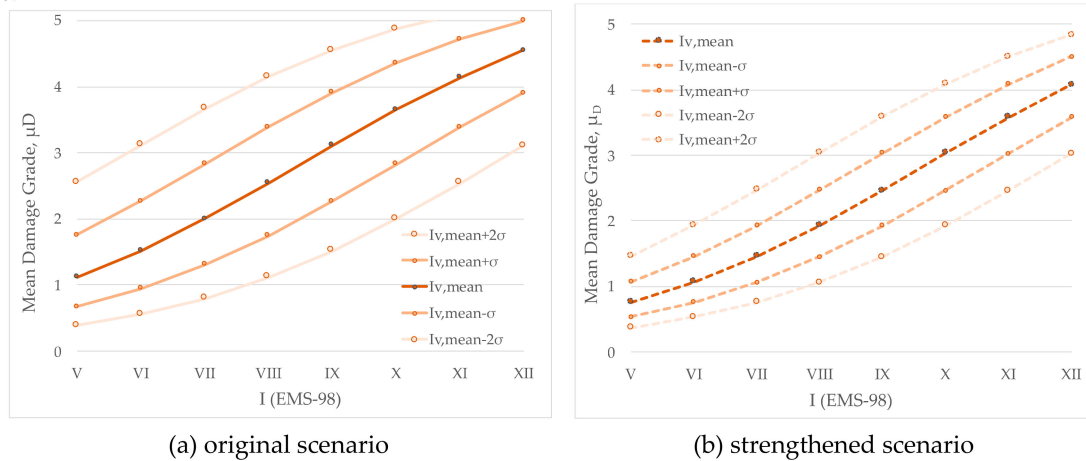 5
4
3
2
1
0
Mean Damage Grade, μD
V VI VII VIII IX X XI XII
I (EMS-98)
Iv,mean+2σ
Iv,mean+σ
Iv,mean
Iv,mean-σ
Iv,mean-2σ
(a) original scenario
5
4
3
2
1
0
Mean Damage Grade, μD
V VI VII VIII IX X XI XII
I (EMS-98)
Iv,mean
Iv,mean-σ
Iv,mean+σ
Iv,mean-2σ
Iv,mean+2σ
(b) strengthened scenario